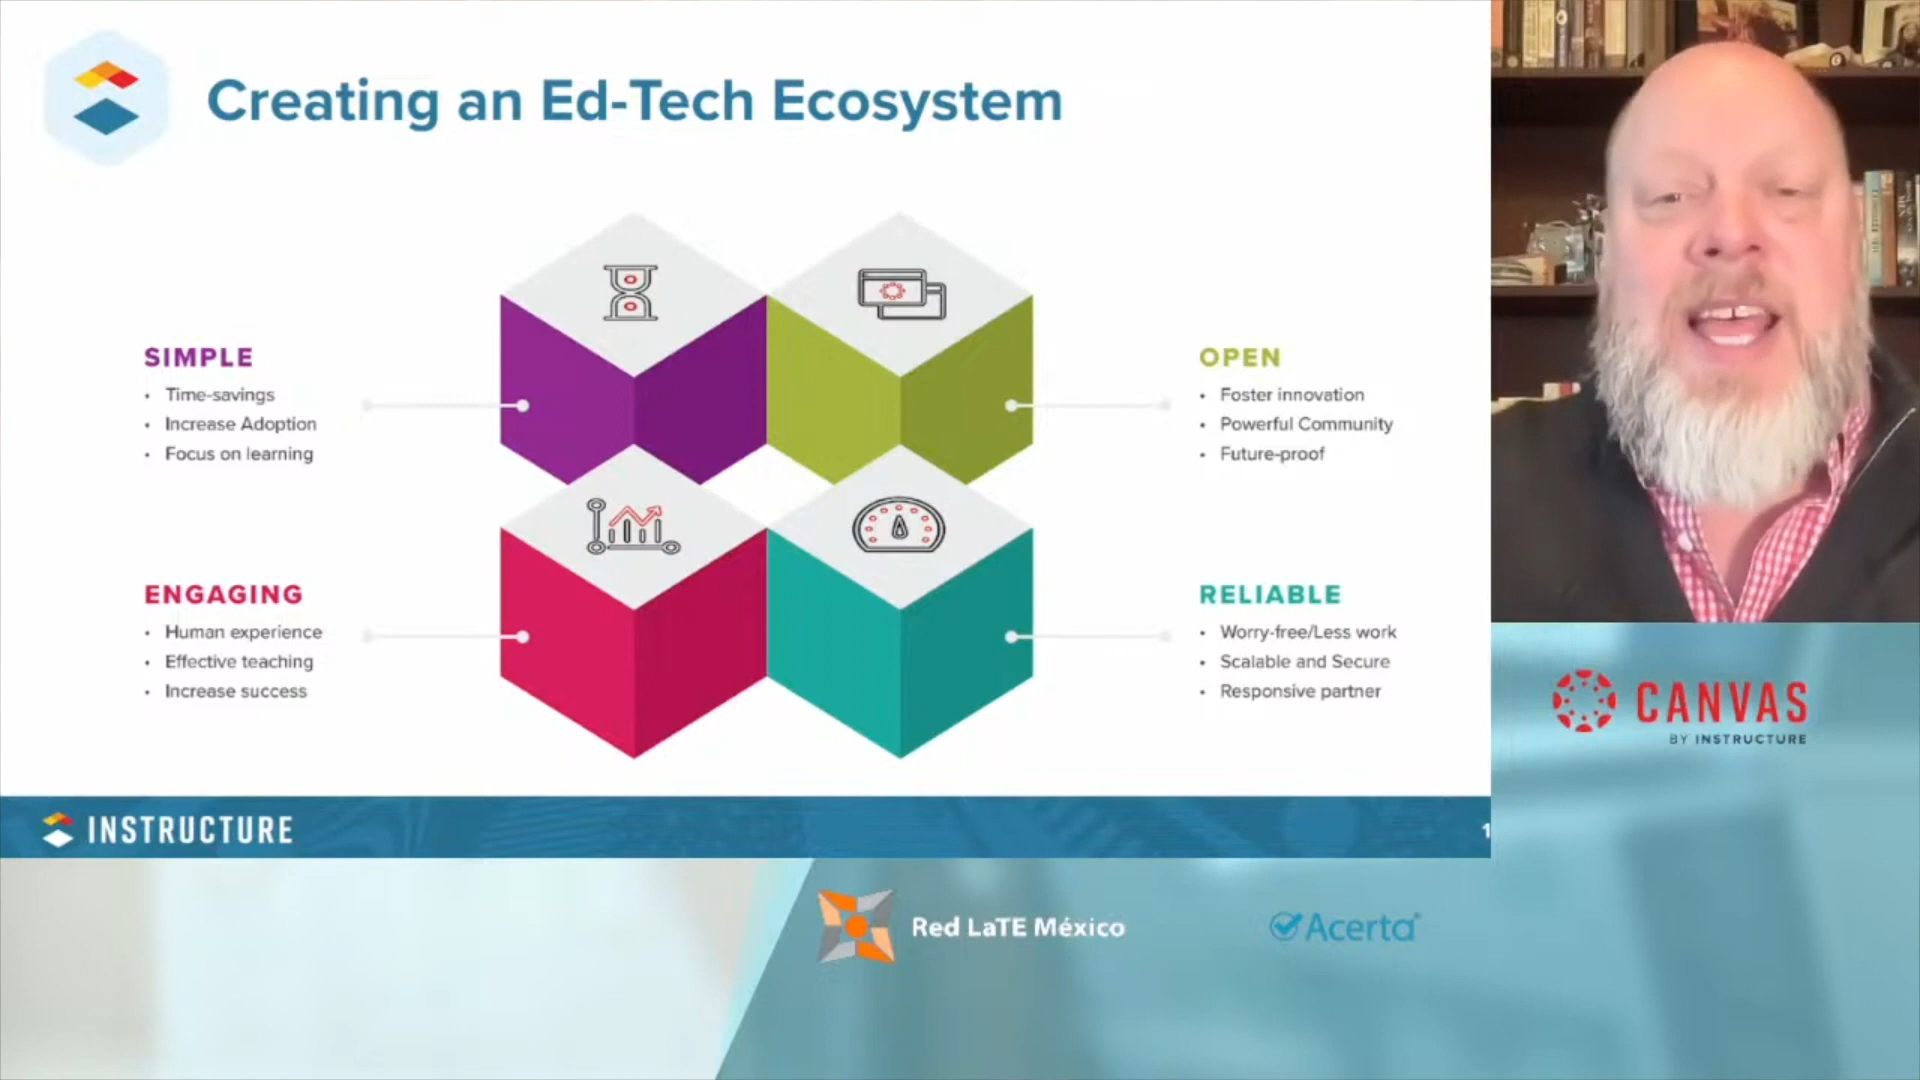 Creating an Ed-Tech Ecosystem
SIMPLE
• Time-savings
• Increase Adoption
• Focus on learning
OPEN
• Foster innovation
• Powerful Community
• Future-proof
ENGAGING
• Human experience
• Effective teaching
• Increase success
RELIABLE
• Worry-free/Less work
• Scalable and Secure
• Responsive partner
CANVAS
BY INSTRUCTURE
INSTRUCTURE
1
Red LaTE México
Acerta